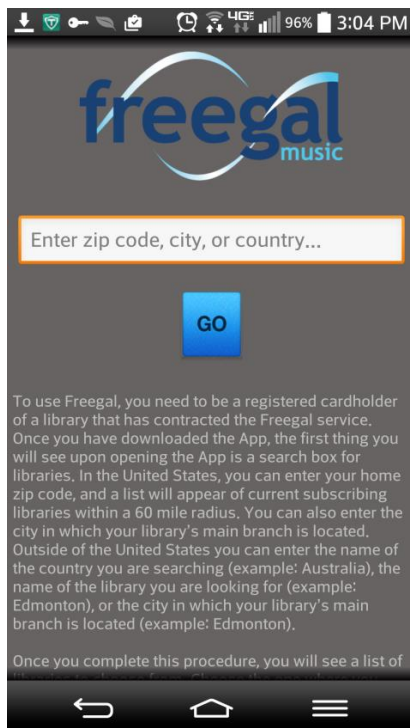 4G 96% 3:04 PM
freegal
music
Enter zip code, city, or country...
GO
To use Freegal, you need to be a registered cardholder
of a library that has contracted the Freegal service.
Once you have downloaded the App, the first thing you
will see upon opening the App is a search box for
libraries. In the United States, you can enter your home
zip code, and a list will appear of current subscribing
libraries within a 60 mile radius. You can also enter the
city in which your library's main branch is located.
Outside of the United States you can enter the name of
the country you are searching (example: Australia), the
name of the library you are looking for (example:
Edmonton), or the city in which your library's main
branch is located (example: Edmonton).
Once you complete this procedure, you will see a list of